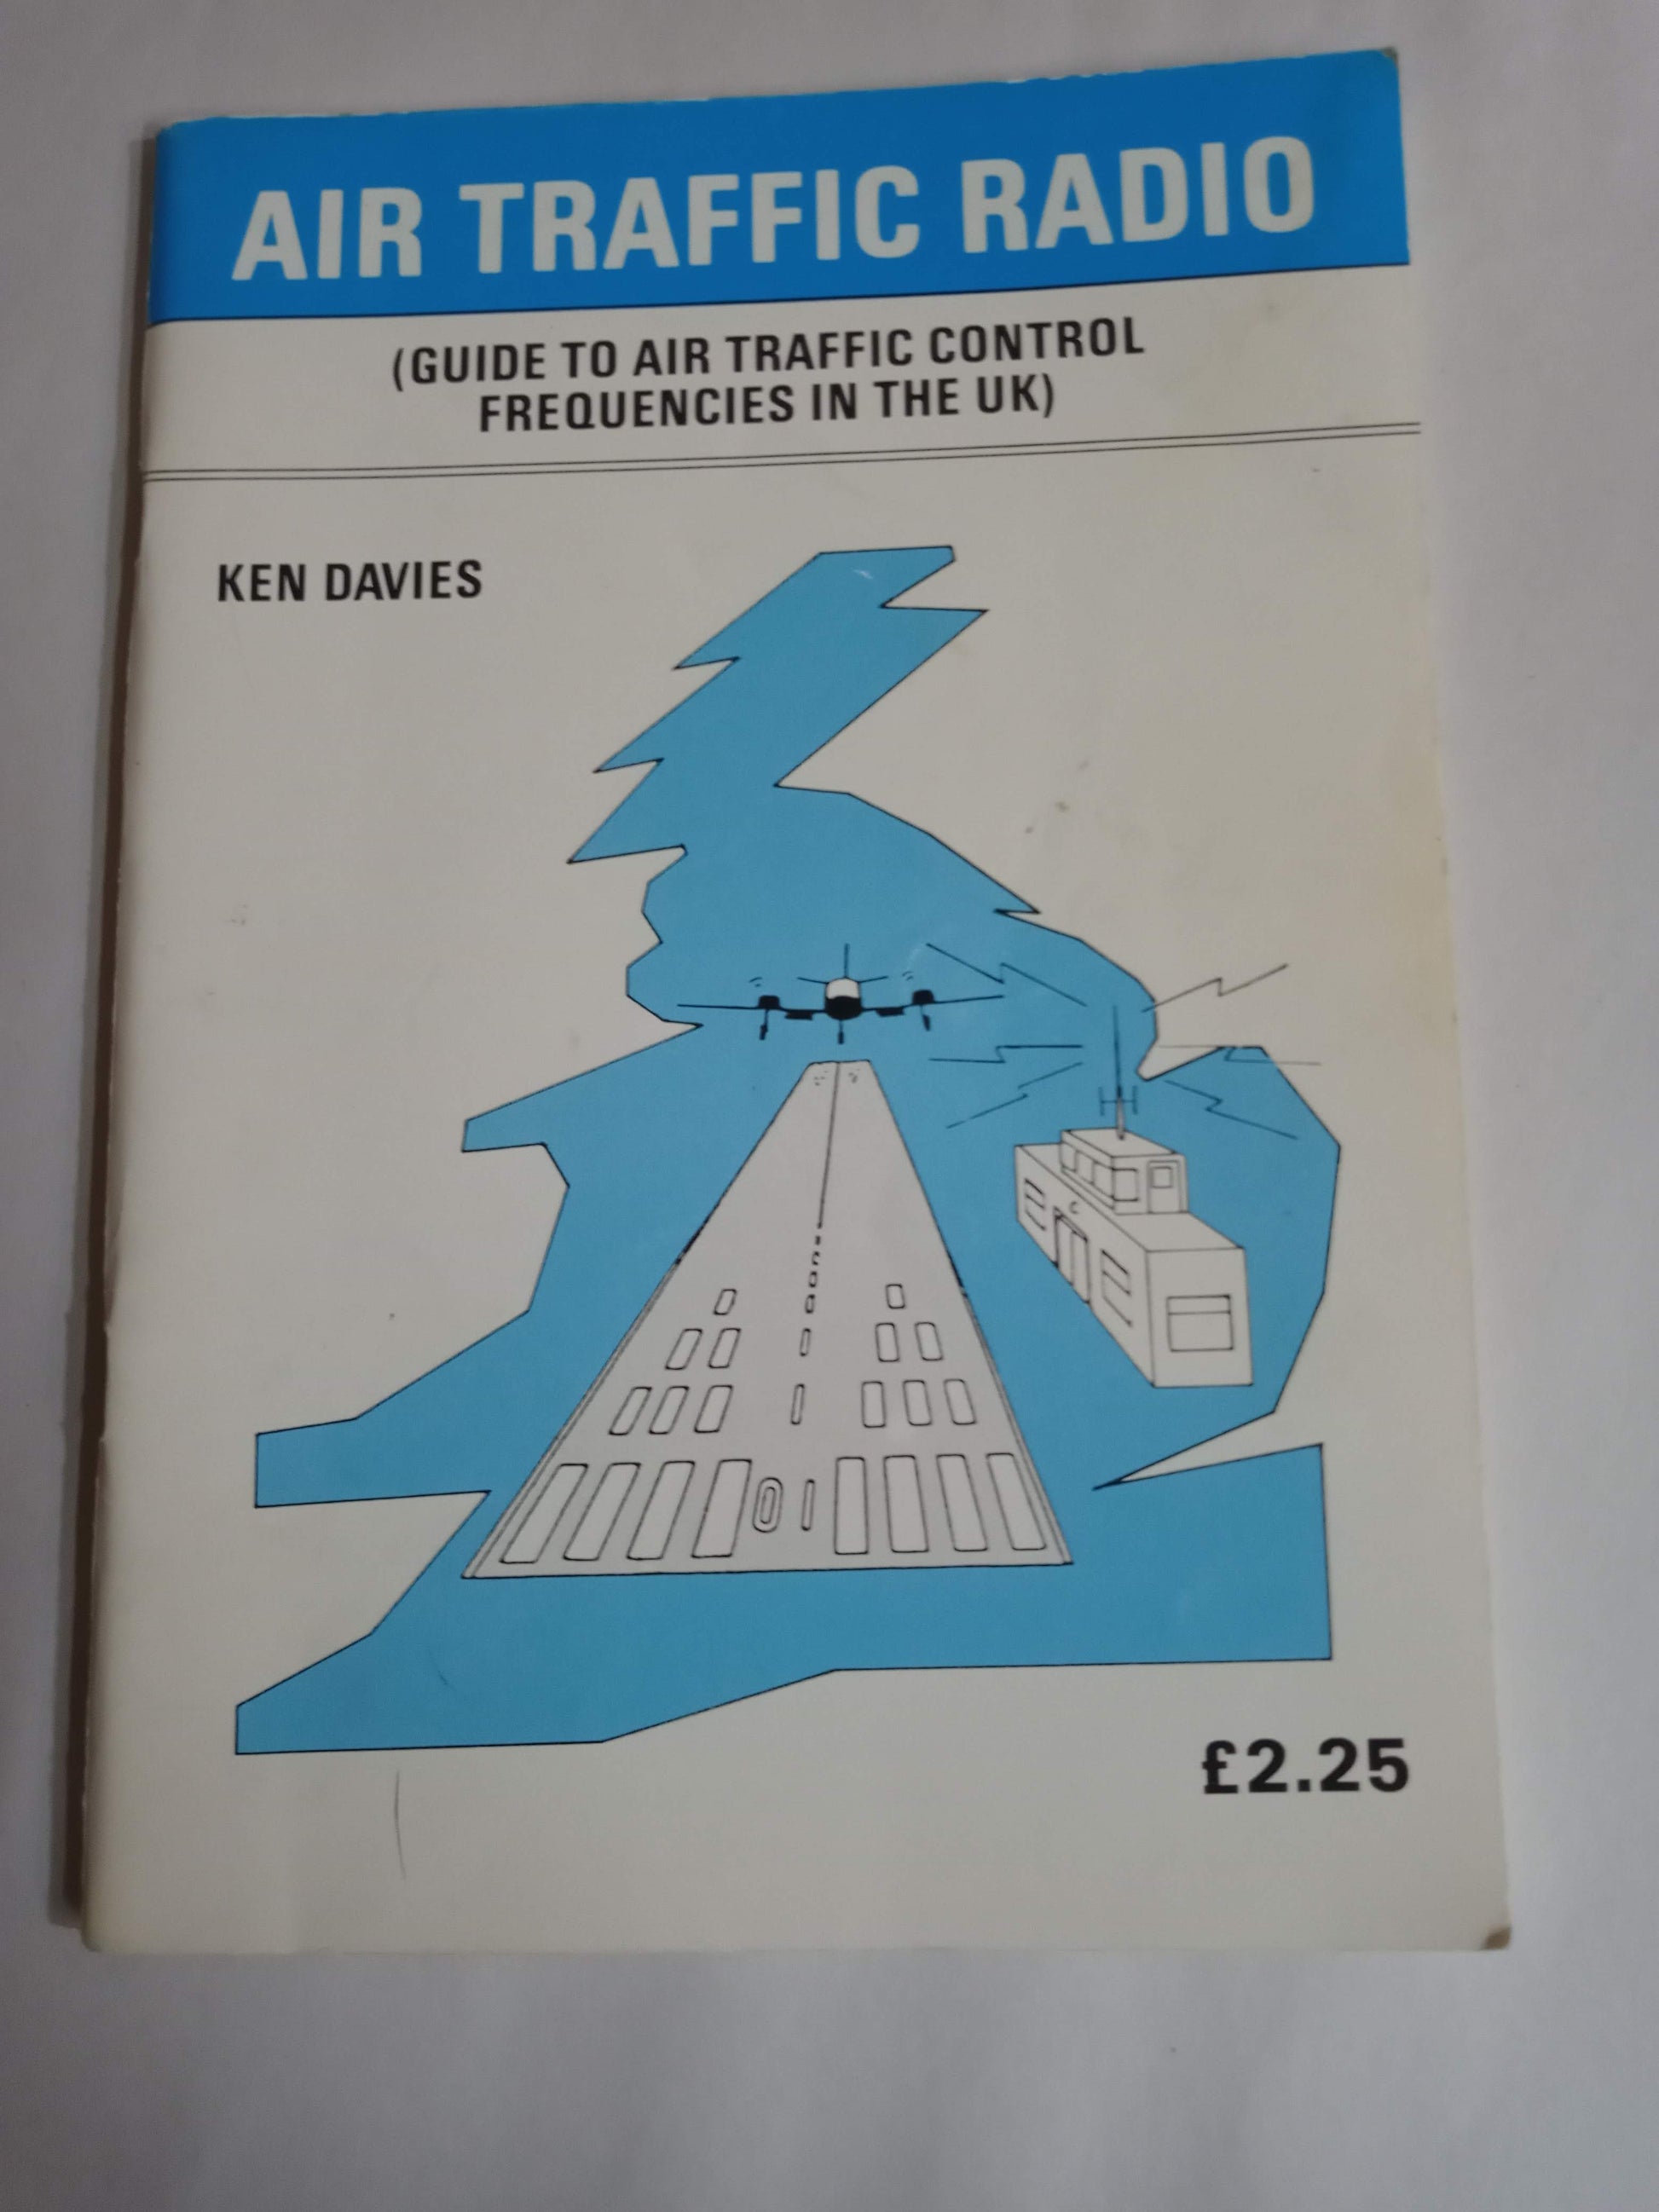 AIR TRAFFIC RADIO
(GUIDE TO AIR TRAFFIC CONTROL
FREQUENCIES IN THE UK)
KEN DAVIES
£2.25